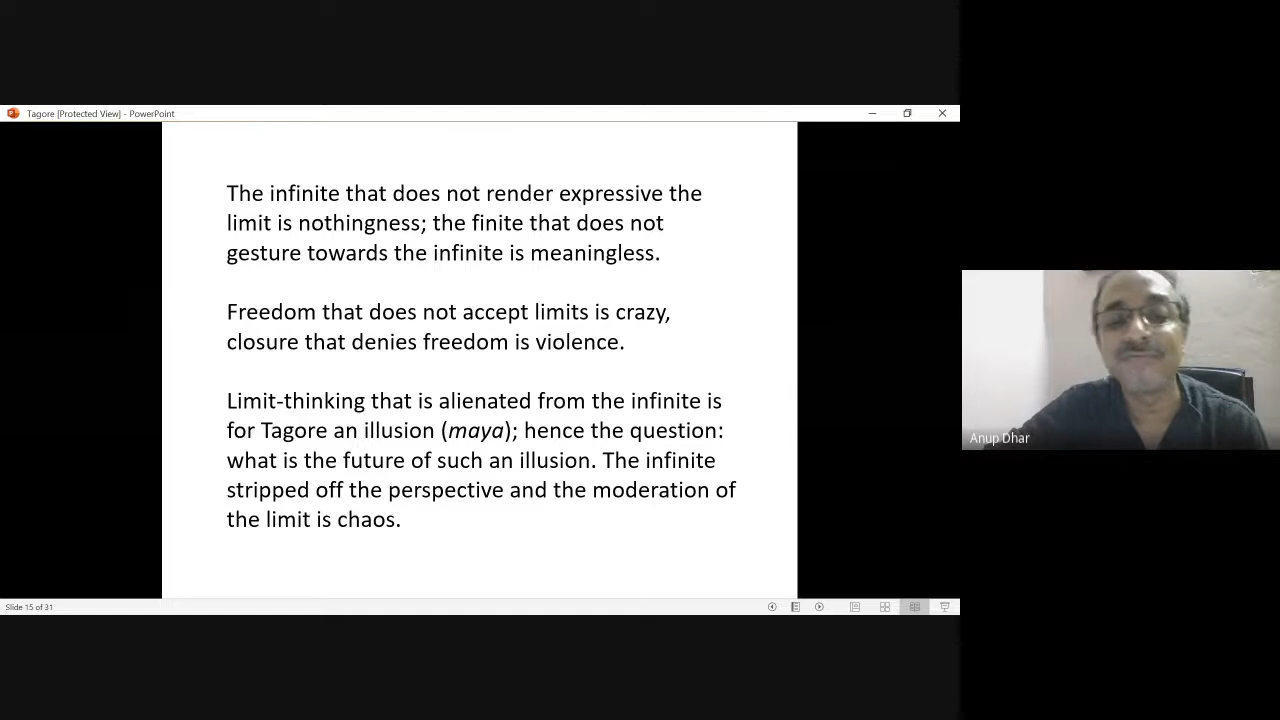 Tagore [Protected View] - PowerPoint
The infinite that does not render expressive the
limit is nothingness; the finite that does not
gesture towards the infinite is meaningless.
Freedom that does not accept limits is crazy,
closure that denies freedom is violence.
Limit-thinking that is alienated from the infinite is
for Tagore an illusion (maya); hence the question:
what is the future of such an illusion. The infinite
stripped off the perspective and the moderation of
the limit is chaos.
Anup Dhar
Slide 15 of 31